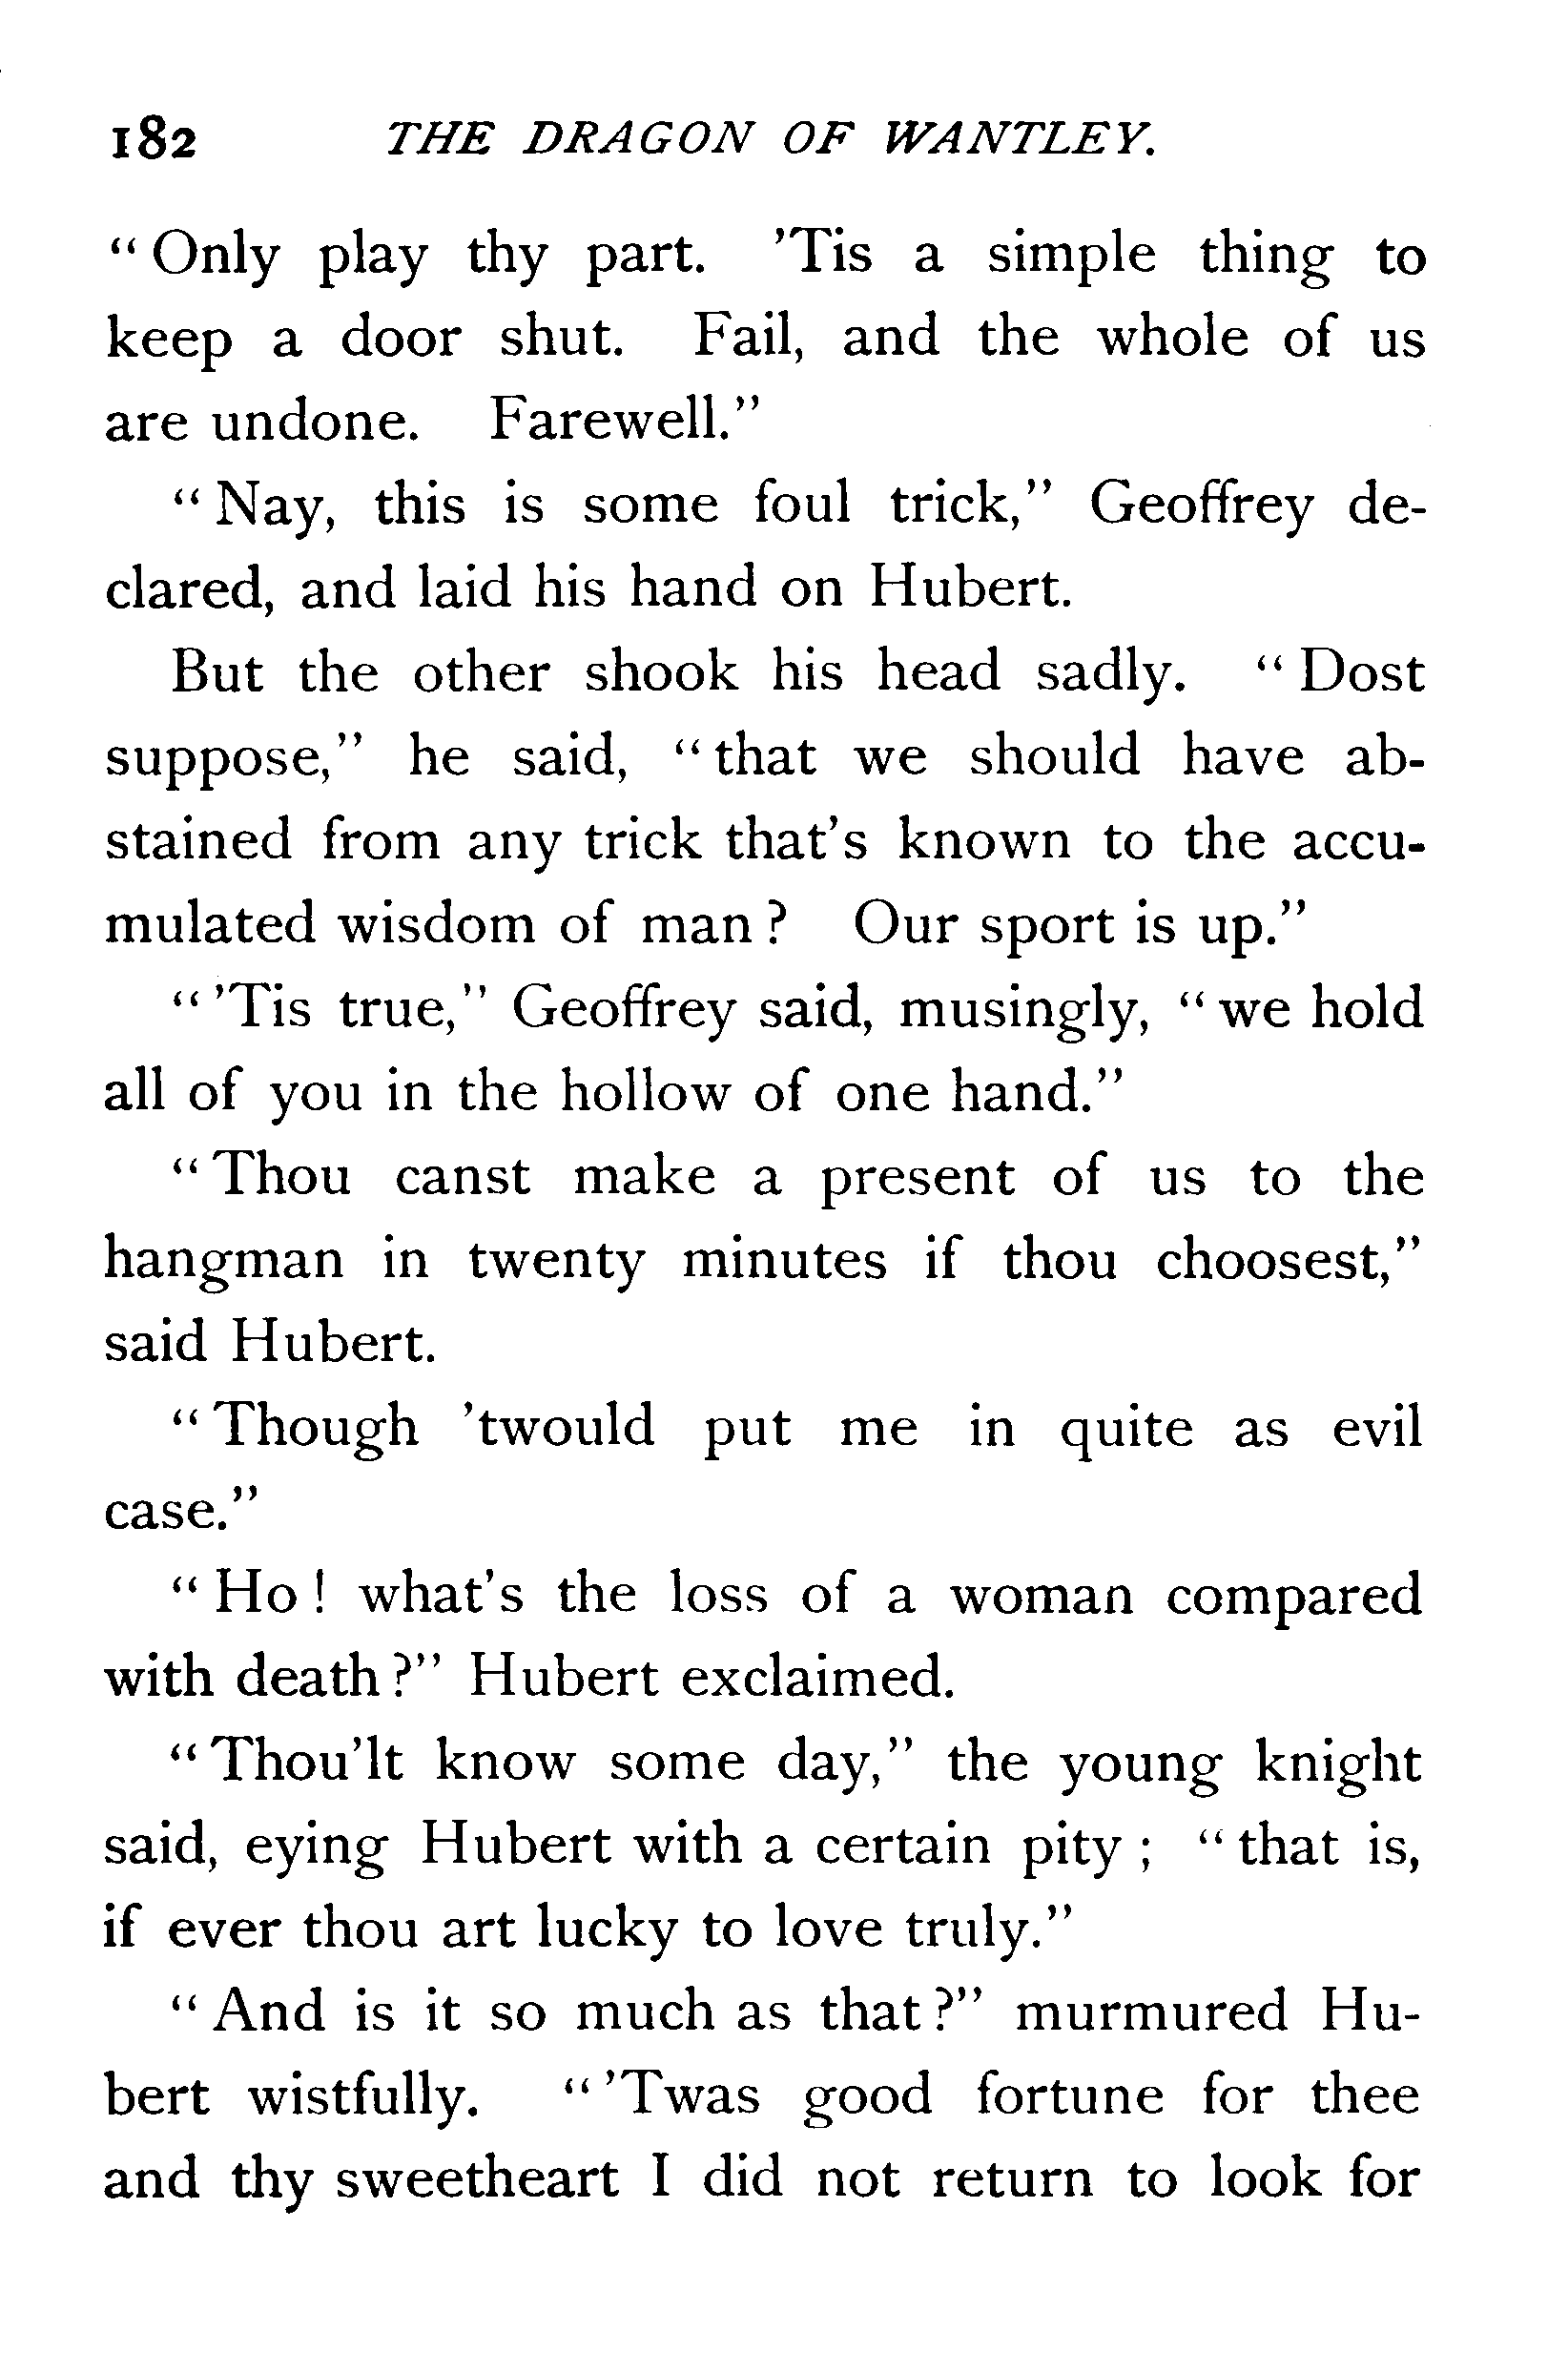 182 THE DRAGON OF WANTLEY.
“Only play thy part. ’Tis a simple thing to
keep a door shut. Fail, and the whole of us
are undone. Farewell.”
“Nay, this is some foul trick,” Geoffrey de-
clared, and laid his hand on Hubert.
But the other shook his head sadly. “Dost
suppose,” he said, “that we should have ab-
stained from any trick that’s known to the accu-
mulated wisdom of man? Our sport is up.”
“’Tis true,” Geoffrey said, musingly, “we hold
all of you in the hollow of one hand.”
“Thou canst make a present of us to the
hangman in twenty minutes if thou choosest,”
said Hubert.
“Though ’twould put me in quite as evil
case.”
“Ho! what’s the loss of a woman compared
with death?” Hubert exclaimed.
“Thou’lt know some day,” the young knight
said, eying Hubert with a certain pity; “that is,
if ever thou art lucky to love truly.”
“And is it so much as that?” murmured Hu-
bert wistfully. “’Twas good fortune for thee
and thy sweetheart I did not return to look for